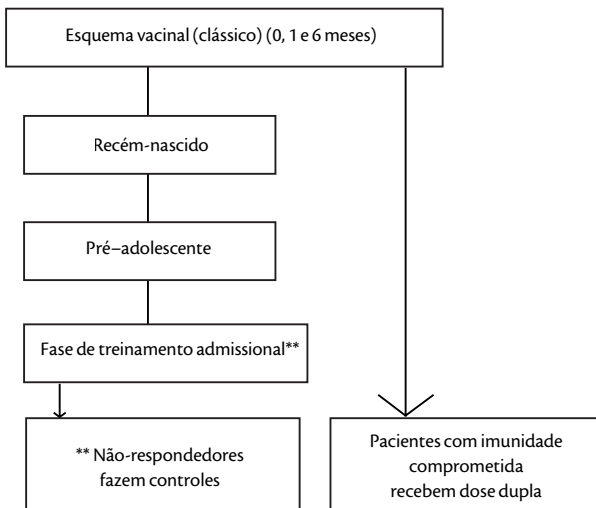 Esquema vacinal (clássico) (0, 1 e 6 meses)
Recém-nascido
Pré–adolescente
Fase de treinamento admissional**
** Não-respondedores
fazem controles
Pacientes com imunidade
comprometida
recebem dose dupla